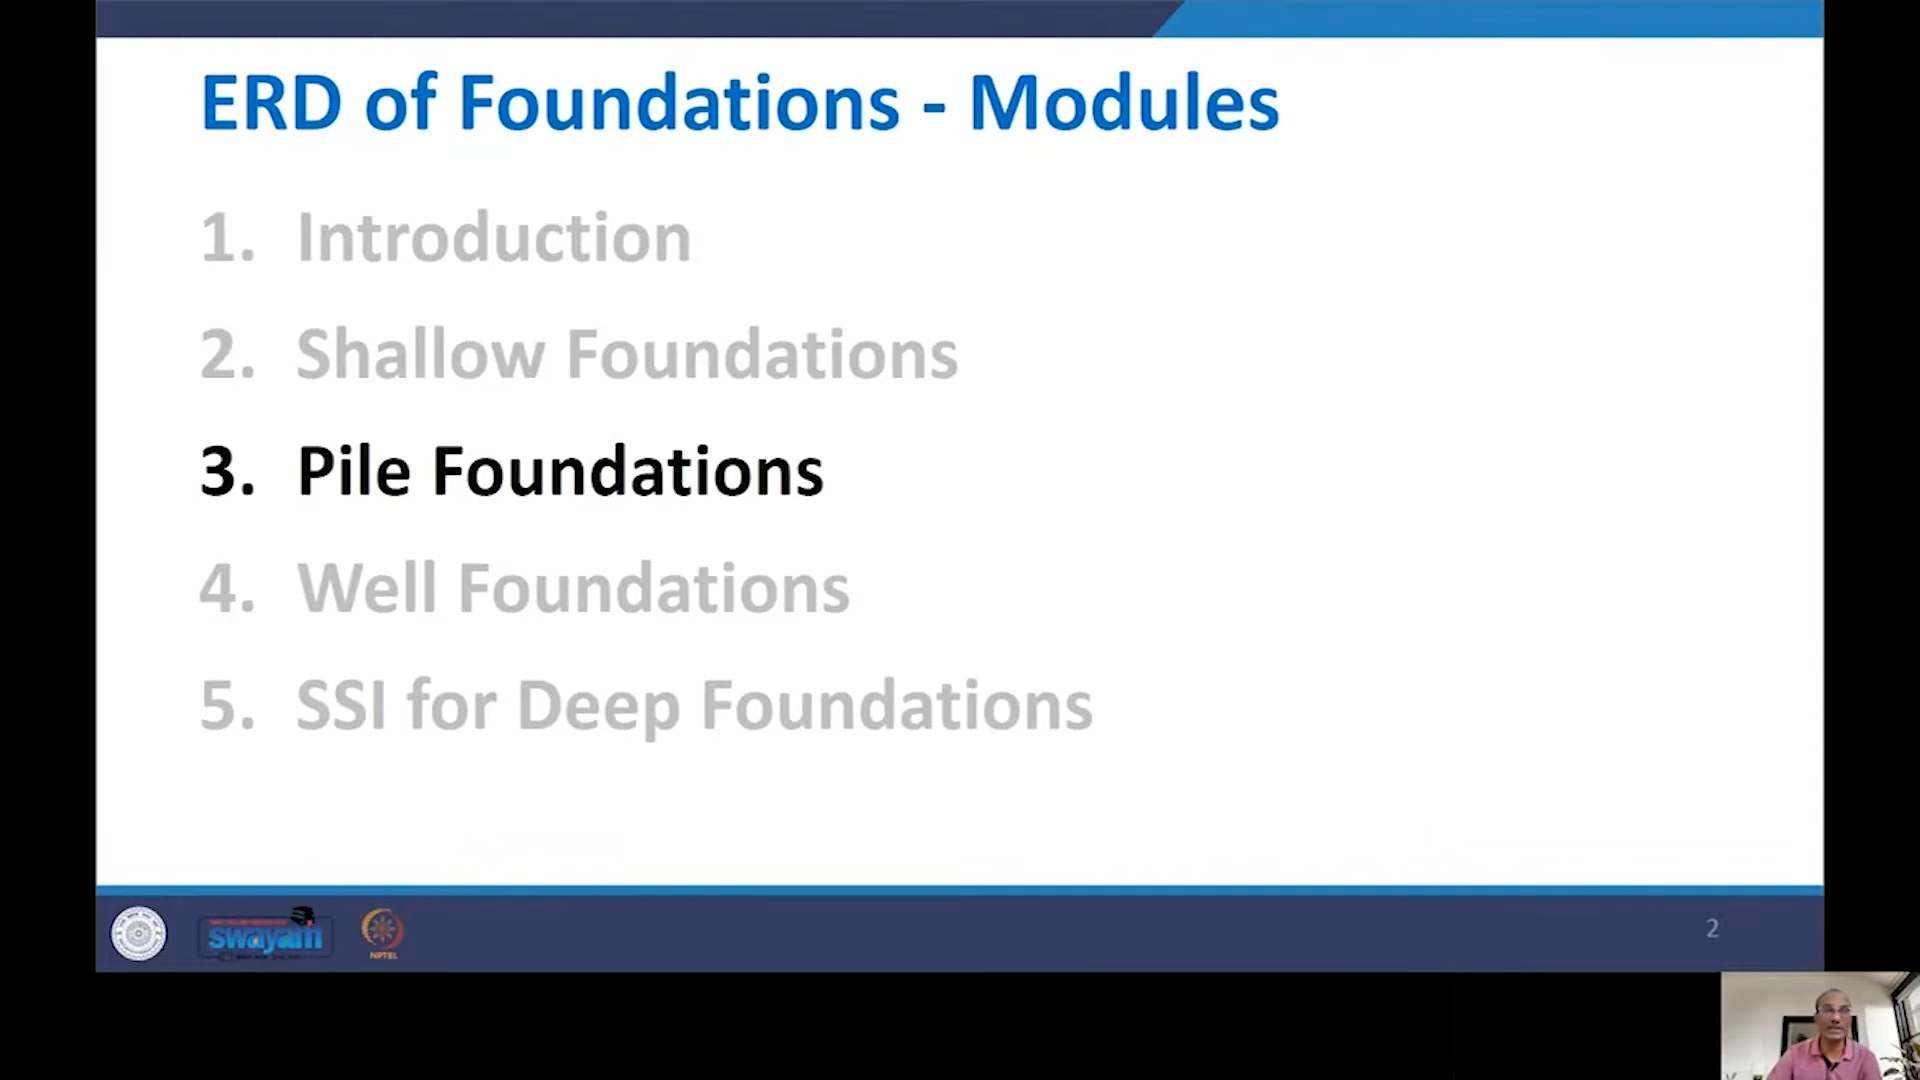 ERD of Foundations - Modules
1. Introduction
2. Shallow Foundations
3. Pile Foundations
4. Well Foundations
5. SSI for Deep Foundations
swayam
NPTEL
2